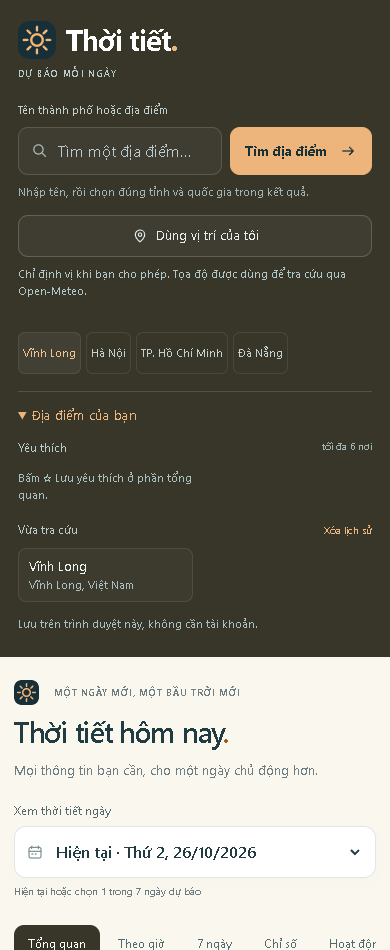 Thời tiết.
DỰ BÁO MỖI NGÀY
Tên thành phố hoặc địa điểm
Tìm một địa điểm...
Tìm địa điểm →
Nhập tên, rồi chọn đúng tỉnh và quốc gia trong kết quả.
Dùng vị trí của tôi
Chỉ định vị khi bạn cho phép. Tọa độ được dùng để tra cứu qua
Open-Meteo.
Vĩnh Long
Hà Nội
TP. Hồ Chí Minh
Đà Nẵng
▼ Địa điểm của bạn
Yêu thích
tối đa 6 nơi
Bấm ☆ Lưu yêu thích ở phần tổng
quan.
Vừa tra cứu
Xóa lịch sử
Vĩnh Long
Vĩnh Long, Việt Nam
Lưu trên trình duyệt này, không cần tài khoản.
MỘT NGÀY MỚI, MỘT BẦU TRỜI MỚI
Thời tiết hôm nay.
Mọi thông tin bạn cần, cho một ngày chủ động hơn.
Xem thời tiết ngày
Hiện tại · Thứ 2, 26/10/2026
Hiện tại hoặc chọn 1 trong 7 ngày dự báo
Tổng quan
Theo giờ
7 ngày
Chỉ số
Hoạt độn